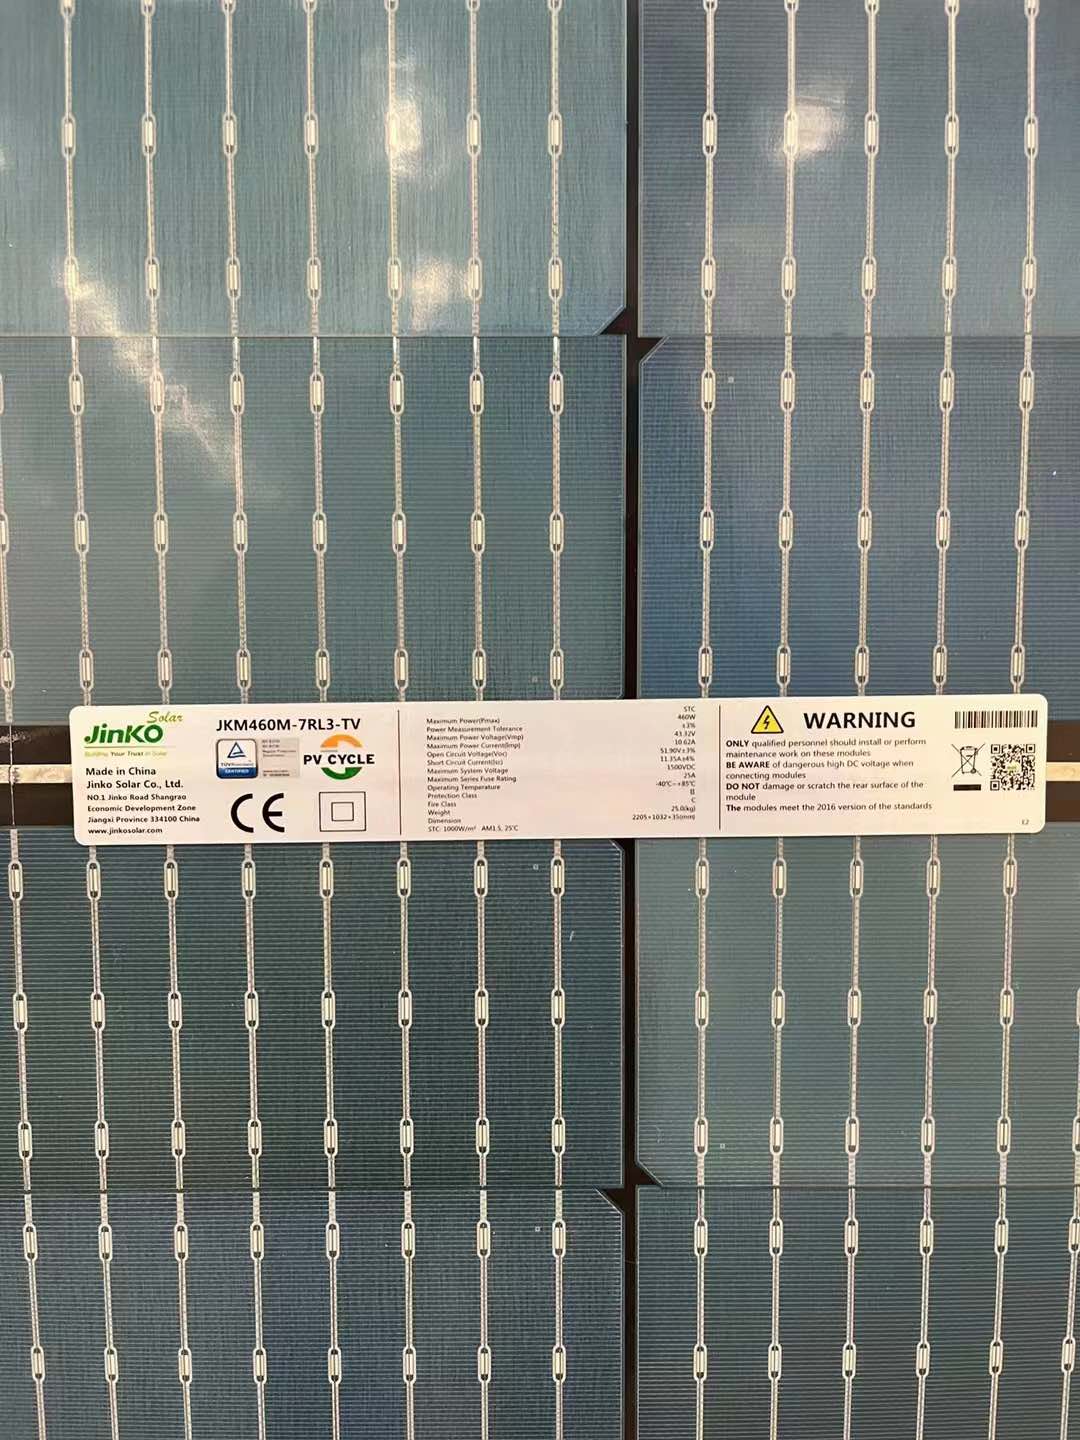 Solar
JinKO
Building Your Trust in Solar
Made in China
Jinko Solar Co., Ltd.
NO.1 Jinko Road Shangrao
Economic Development Zone
Jiangxi Province 334100 China
www.jinkosolar.com
JKM460M-7RL3-TV
CERTIFIED
PV CYCLE
CE
STC
Maximum Power(Pmax) 460W
Power Measurement Tolerance ±3%
Maximum Power Voltage(Vmp) 43.32V
Maximum Power Current(Imp) 10.62A
Open Circuit Voltage(Voc) 51.90V±3%
Short Circuit Current(Isc) 11.35A±4%
Maximum System Voltage 1500VDC
Maximum Series Fuse Rating 25A
Operating Temperature -40℃~+85℃
Protection Class II
Fire Class C
Weight 25.0(kg)
Dimension 2205×1032×35(mm)
STC: 1000W/m² AM1.5, 25℃
WARNING
ONLY qualified personnel should install or perform
maintenance work on these modules
BE AWARE of dangerous high DC voltage when
connecting modules
DO NOT damage or scratch the rear surface of the
module
The modules meet the 2016 version of the standards
E2